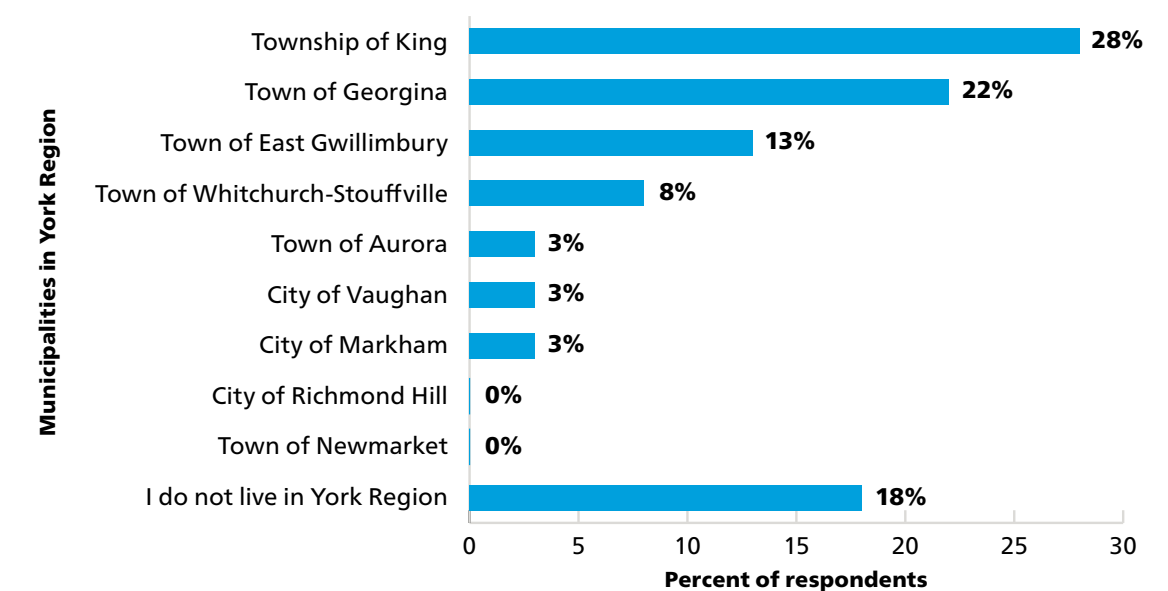 Municipalities in York Region
Township of King 28%
Town of Georgina 22%
Town of East Gwillimbury 13%
Town of Whitchurch-Stouffville 8%
Town of Aurora 3%
City of Vaughan 3%
City of Markham 3%
City of Richmond Hill 0%
Town of Newmarket 0%
I do not live in York Region 18%
0 5 10 15 20 25 30
Percent of respondents